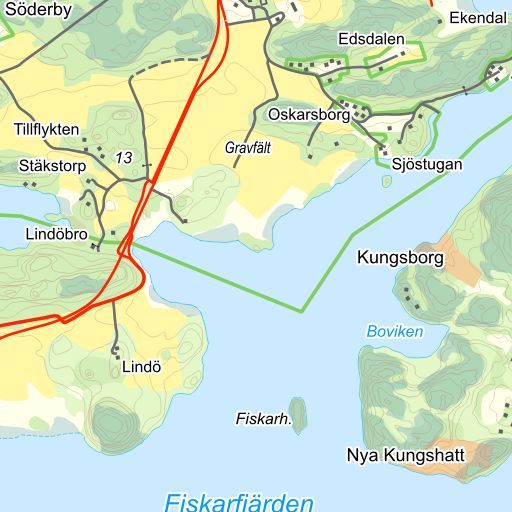 Söderby
Ekendal
Edsdalen
Oskarsborg
Tillflykten
13
Gravfält
Stäkstorp
Sjöstugan
Lindöbro
Kungsborg
Boviken
Lindö
Fiskarh.
Nya Kungshatt
Fiskarfjärden